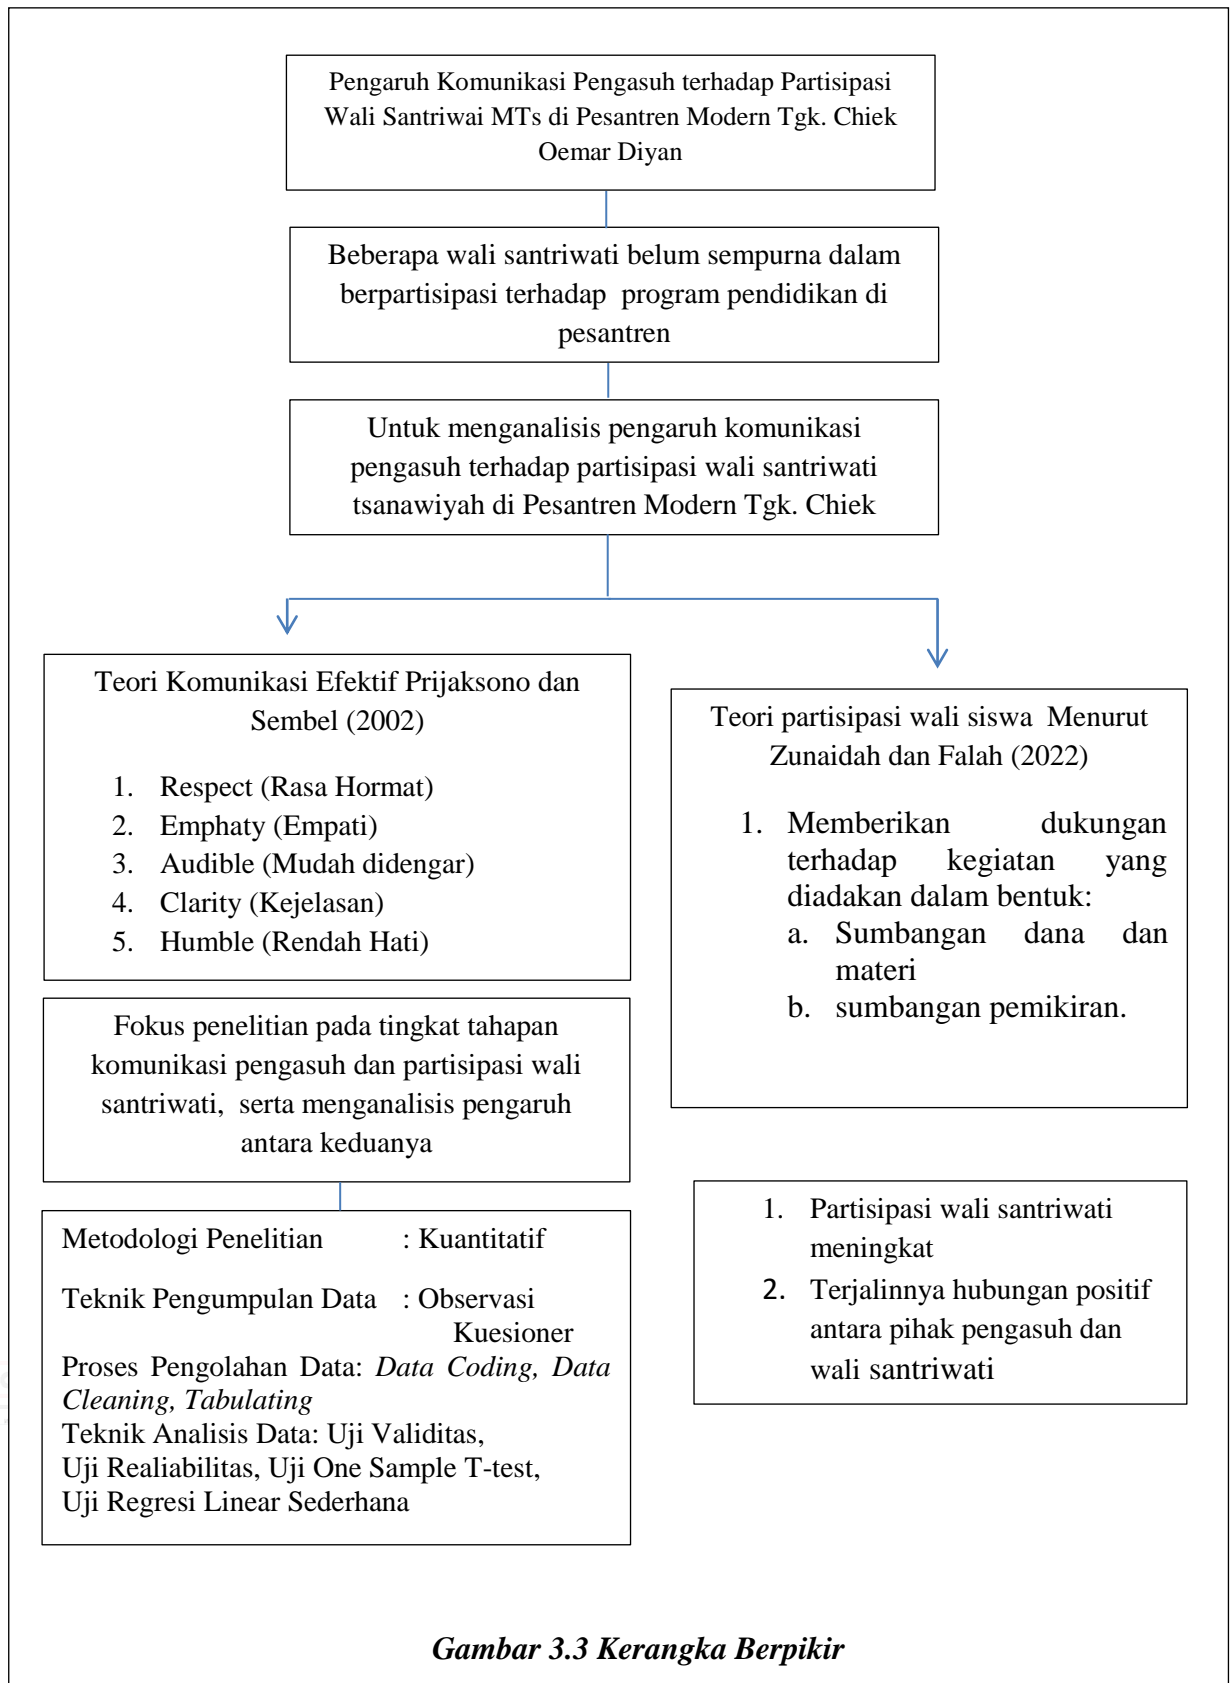 Pengaruh Komunikasi Pengasuh terhadap Partisipasi
Wali Santriwai MTs di Pesantren Modern Tgk. Chiek
Oemar Diyan
Beberapa wali santriwati belum sempurna dalam
berpartisipasi terhadap program pendidikan di
pesantren
Untuk menganalisis pengaruh komunikasi
pengasuh terhadap partisipasi wali santriwati
tsanawiyah di Pesantren Modern Tgk. Chiek
Teori Komunikasi Efektif Prijaksono dan
Sembel (2002)
1. Respect (Rasa Hormat)
2. Emphaty (Empati)
3. Audible (Mudah didengar)
4. Clarity (Kejelasan)
5. Humble (Rendah Hati)
Teori partisipasi wali siswa Menurut
Zunaidah dan Falah (2022)
1. Memberikan dukungan
terhadap kegiatan yang
diadakan dalam bentuk:
a. Sumbangan dana dan
materi
b. sumbangan pemikiran.
Fokus penelitian pada tingkat tahapan
komunikasi pengasuh dan partisipasi wali
santriwati, serta menganalisis pengaruh
antara keduanya
Metodologi Penelitian : Kuantitatif
Teknik Pengumpulan Data : Observasi
Kuesioner
Proses Pengolahan Data: Data Coding, Data
Cleaning, Tabulating
Teknik Analisis Data: Uji Validitas,
Uji Realiabilitas, Uji One Sample T-test,
Uji Regresi Linear Sederhana
1. Partisipasi wali santriwati
meningkat
2. Terjalinnya hubungan positif
antara pihak pengasuh dan
wali santriwati
Gambar 3.3 Kerangka Berpikir